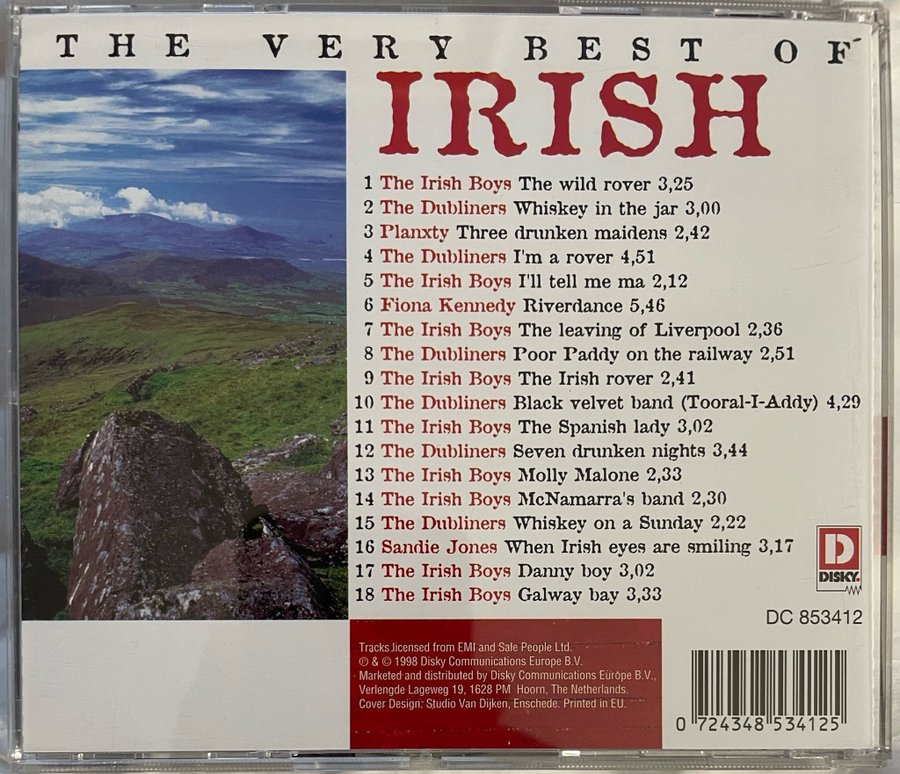 THE VERY BEST OF
IRISH
1 The Irish Boys The wild rover 3,25
2 The Dubliners Whiskey in the jar 3,00
3 Planxty Three drunken maidens 2,42
4 The Dubliners I'm a rover 4,51
5 The Irish Boys I'll tell me ma 2,12
6 Fiona Kennedy Riverdance 5,46
7 The Irish Boys The leaving of Liverpool 2,36
8 The Dubliners Poor Paddy on the railway 2,51
9 The Irish Boys The Irish rover 2,41
10 The Dubliners Black velvet band (Tooral-I-Addy) 4,29
11 The Irish Boys The Spanish lady 3,02
12 The Dubliners Seven drunken nights 3,44
13 The Irish Boys Molly Malone 2,33
14 The Irish Boys McNamarra's band 2,30
15 The Dubliners Whiskey on a Sunday 2,22
16 Sandie Jones When Irish eyes are smiling 3,17
17 The Irish Boys Danny boy 3,02
18 The Irish Boys Galway bay 3,33
D
DISKY.
DC 853412
Tracks licensed from EMI and Safe People Ltd.
℗ & © 1998 Disky Communications Europe B.V.
Marketed and distributed by Disky Communications Europe B.V.,
Verlengde Lageweg 19, 1628 PM Hoorn, The Netherlands.
Cover Design: Studio Van Dijken, Enschede. Printed in EU.
0 724348 534125